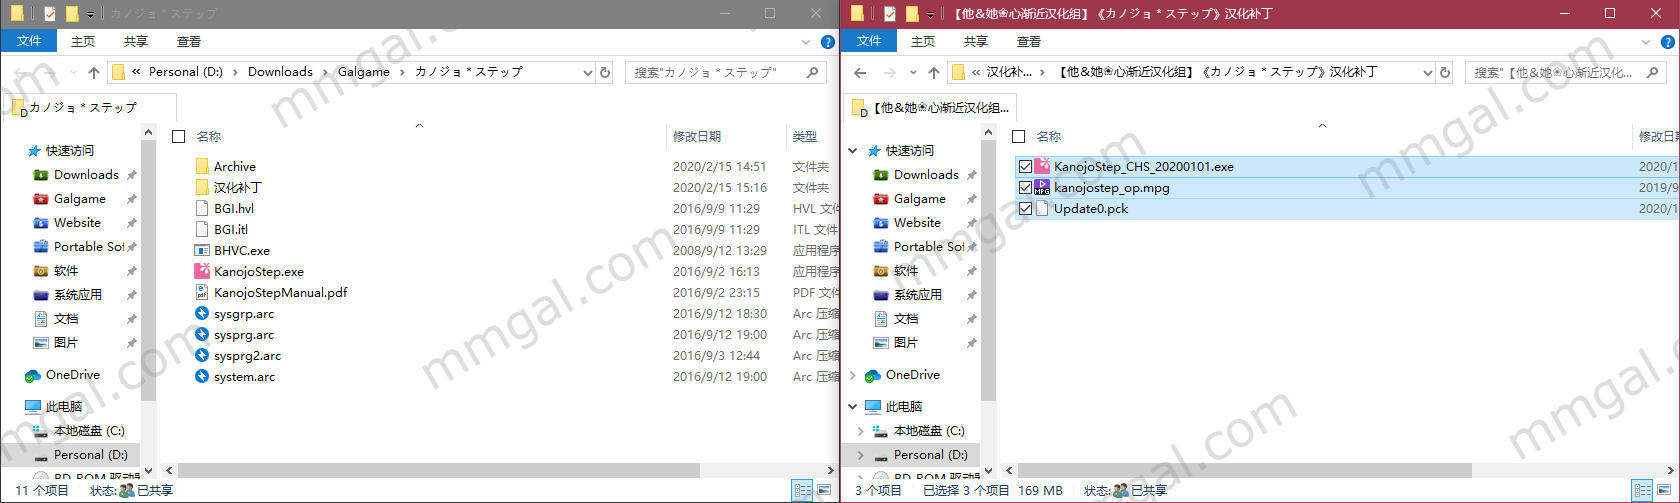 カノジョ * ステップ
文件 主页 共享 查看
« Personal (D:) › Downloads › Galgame › カノジョ * ステップ
搜索"カノジョ * ステップ"
カノジョ * ステップ
快速访问
Downloads
Galgame
Website
Portable Sof
软件
系统应用
文档
图片
OneDrive
此电脑
本地磁盘 (C:)
Personal (D:)
BD-ROM 驱动器
名称 修改日期 类型
Archive 2020/2/15 14:51 文件夹
汉化补丁 2020/2/15 15:16 文件夹
BGI.hvl 2016/9/9 11:29 HVL 文件
BGI.itl 2016/9/9 11:29 ITL 文件
BHVC.exe 2008/9/12 13:29 应用程序
KanojoStep.exe 2016/9/2 16:13 应用程序
KanojoStepManual.pdf 2016/9/2 23:15 PDF 文件
sysgrp.arc 2016/9/12 18:30 Arc 压缩
sysprg.arc 2016/9/12 19:00 Arc 压缩
sysprg2.arc 2016/9/3 12:44 Arc 压缩
system.arc 2016/9/12 19:00 Arc 压缩
11 个项目 状态: 已共享
【他&她❀心渐近汉化组】《カノジョ * ステップ》汉化补丁
文件 主页 共享 查看
« 汉化补... › 【他&她❀心渐近汉化组】《カノジョ * ステップ》汉化补丁
搜索"【他&她❀心渐近汉化...
【他&她❀心渐近汉化组...
快速访问
Downloads
Galgame
Website
Portable Sof
软件
系统应用
文档
图片
OneDrive
此电脑
本地磁盘 (C:)
Personal (D:)
BD-ROM 驱动器
名称 修改日期
KanojoStep_CHS_20200101.exe 2020/1
kanojostep_op.mpg 2019/9
Update0.pck 2020/1
3 个项目 已选择 3 个项目 169 MB 状态: 已共享
mmgal.com
mmgal.com
mmgal.com
mmgal.com
mmgal.com
mmgal.com
mmgal.com
mmgal.com